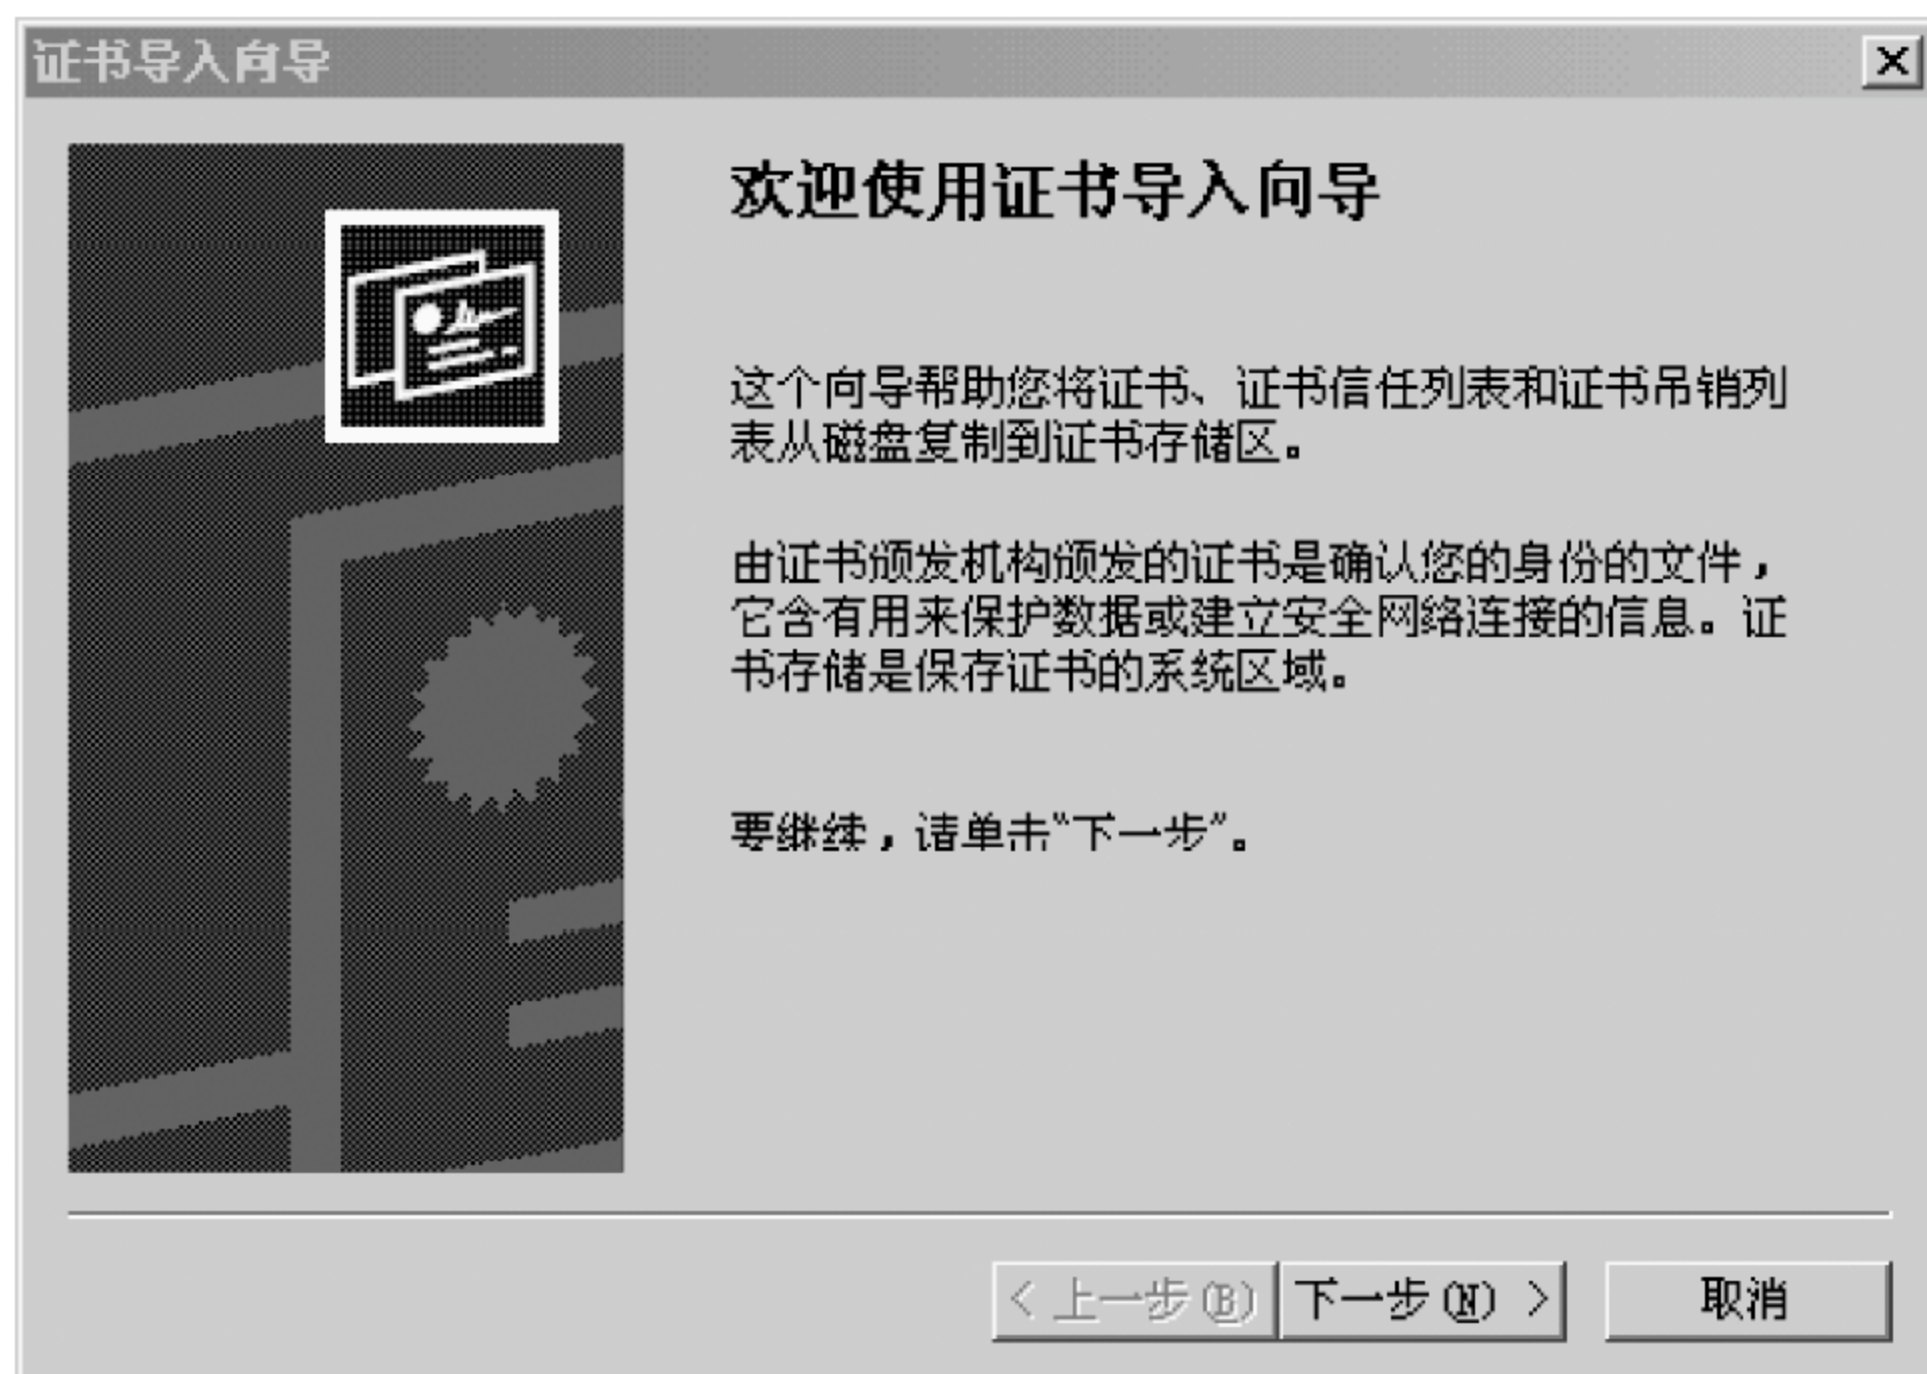 证书导入向导
欢迎使用证书导入向导
这个向导帮助您将证书、证书信任列表和证书吊销列
表从磁盘复制到证书存储区。
由证书颁发机构颁发的证书是确认您的身份的文件，
它含有用来保护数据或建立安全网络连接的信息。证
书存储是保存证书的系统区域。
要继续，请单击“下一步”。
< 上一步(B) 下一步(N) > 取消